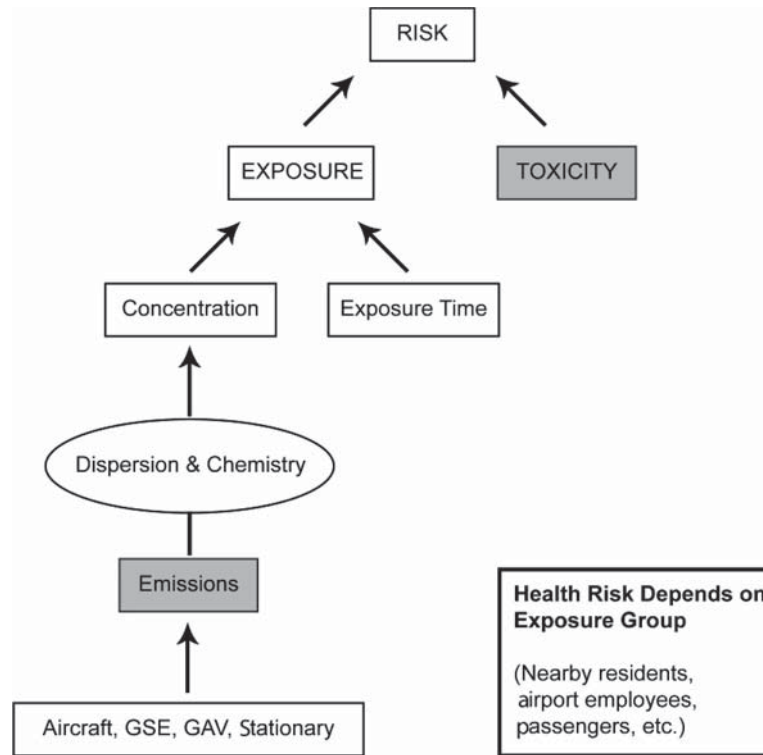 RISK
EXPOSURE
TOXICITY
Concentration
Exposure Time
Dispersion & Chemistry
Emissions
Aircraft, GSE, GAV, Stationary
Health Risk Depends on
Exposure Group
(Nearby residents,
airport employees,
passengers, etc.)